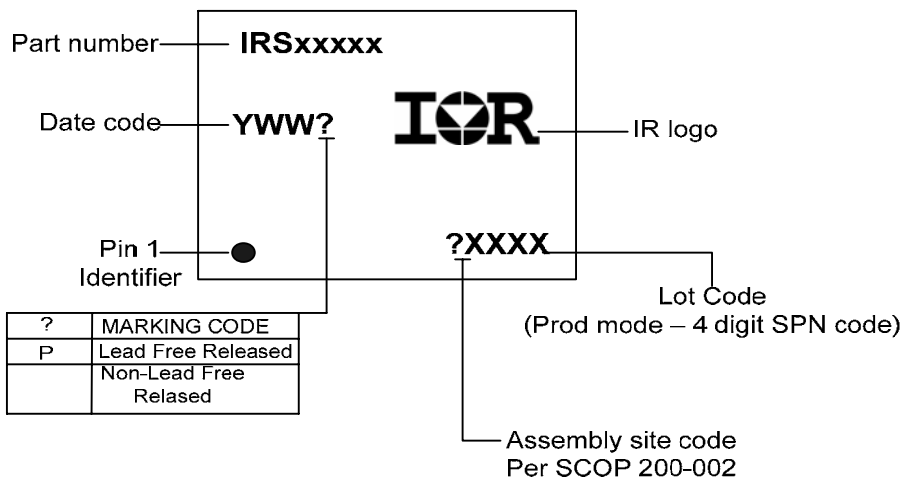 Part number
IRSxxxxx
Date code
YWW?
IOR
IR logo
Pin 1
Identifier
?XXXX
Lot Code
(Prod mode – 4 digit SPN code)
? MARKING CODE
P Lead Free Released
Non-Lead Free
Relased
Assembly site code
Per SCOP 200-002